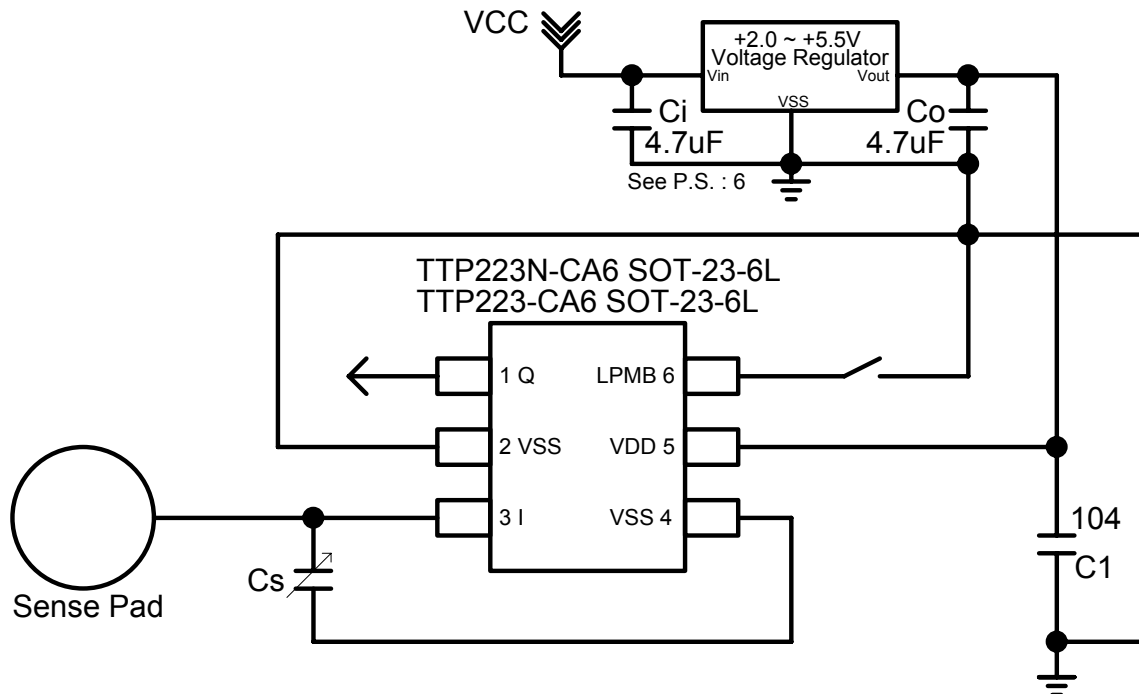 VCC
+2.0 ~ +5.5V
Voltage Regulator
Vin
Vout
VSS
Ci
4.7uF
Co
4.7uF
See P.S. : 6
TTP223N-CA6 SOT-23-6L
TTP223-CA6 SOT-23-6L
1 Q
LPMB 6
2 VSS
VDD 5
3 I
VSS 4
104
C1
Cs
Sense Pad